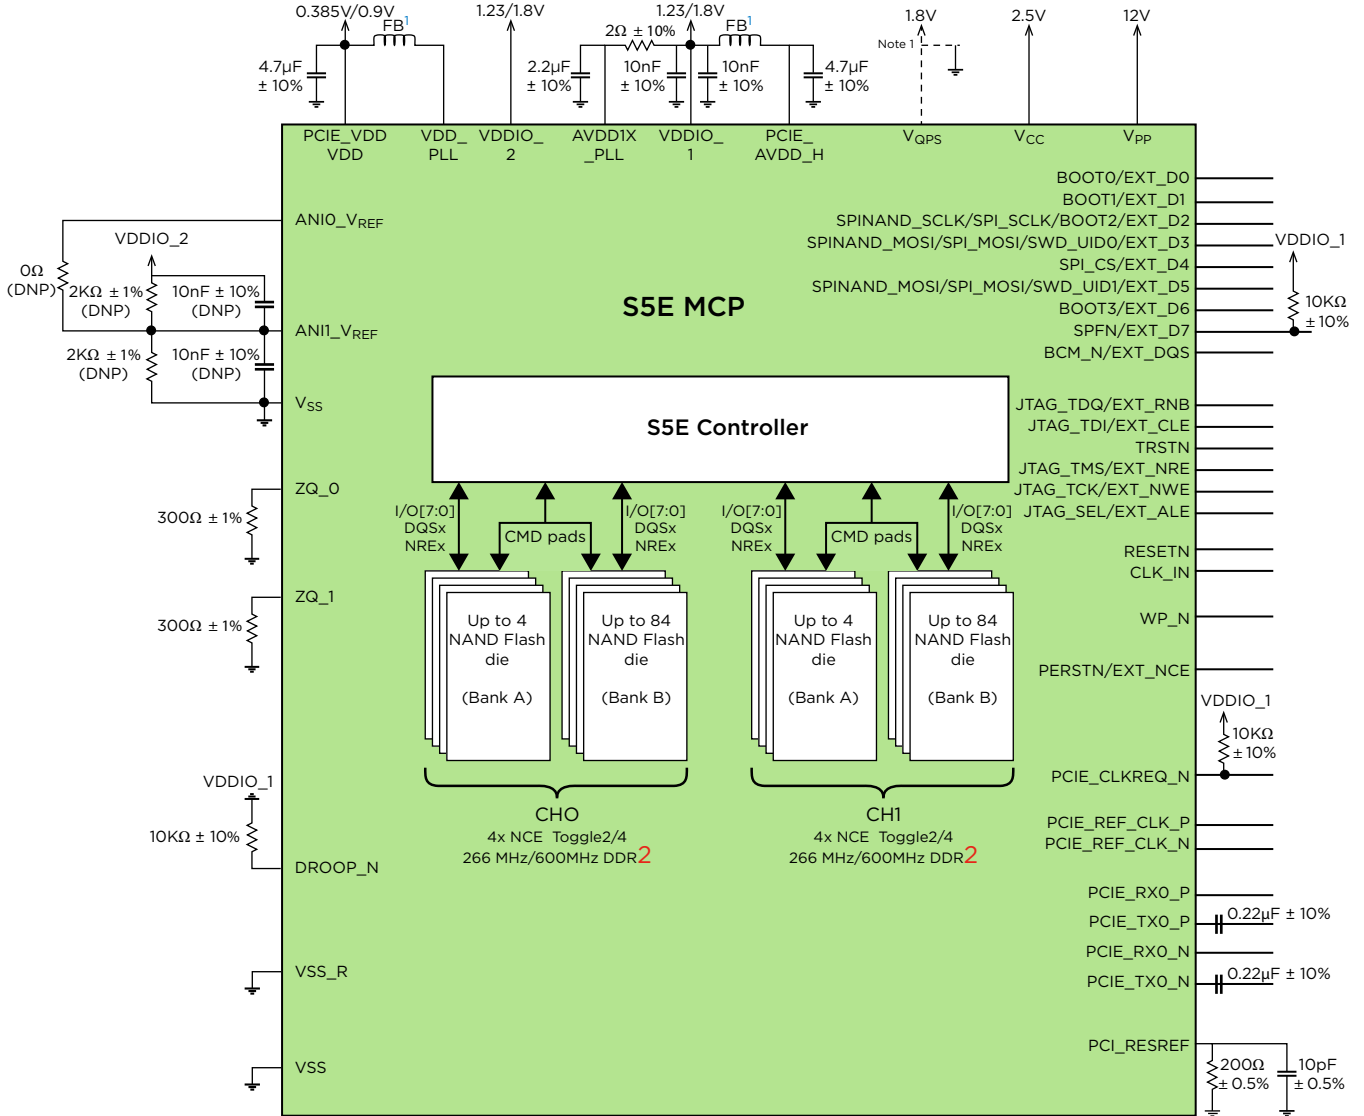 0.385V/0.9V
1.23/1.8V
1.23/1.8V
1.8V
2.5V
12V
FB1
2Ω ± 10%
FB1
Note 1
4.7µF
± 10%
2.2µF
± 10%
10nF
± 10%
10nF
± 10%
4.7µF
± 10%
PCIE_VDD
VDD
VDD_
PLL
VDDIO_
2
AVDD1X
_PLL
VDDIO_
1
PCIE_
AVDD_H
VQPS
VCC
VPP
ANI0_VREF
VDDIO_2
0Ω
(DNP)
2KΩ ± 1%
(DNP)
10nF ± 10%
(DNP)
ANI1_VREF
2KΩ ± 1%
(DNP)
10nF ± 10%
(DNP)
VSS
ZQ_0
300Ω ± 1%
ZQ_1
300Ω ± 1%
VDDIO_1
10KΩ ± 10%
DROOP_N
VSS_R
VSS
S5E MCP
S5E Controller
I/O[7:0]
DQSx
NREx
CMD pads
I/O[7:0]
DQSx
NREx
I/O[7:0]
DQSx
NREx
CMD pads
I/O[7:0]
DQSx
NREx
Up to 4
NAND Flash
die
(Bank A)
Up to 84
NAND Flash
die
(Bank B)
Up to 4
NAND Flash
die
(Bank A)
Up to 84
NAND Flash
die
(Bank B)
CHO
4x NCE Toggle2/4
266 MHz/600MHz DDR2
CH1
4x NCE Toggle2/4
266 MHz/600MHz DDR2
BOOT0/EXT_D0
BOOT1/EXT_D1
SPINAND_SCLK/SPI_SCLK/BOOT2/EXT_D2
SPINAND_MOSI/SPI_MOSI/SWD_UID0/EXT_D3
SPI_CS/EXT_D4
SPINAND_MOSI/SPI_MOSI/SWD_UID1/EXT_D5
BOOT3/EXT_D6
SPFN/EXT_D7
BCM_N/EXT_DQS
VDDIO_1
10KΩ
± 10%
JTAG_TDQ/EXT_RNB
JTAG_TDI/EXT_CLE
TRSTN
JTAG_TMS/EXT_NRE
JTAG_TCK/EXT_NWE
JTAG_SEL/EXT_ALE
RESETN
CLK_IN
WP_N
PERSTN/EXT_NCE
VDDIO_1
10KΩ
± 10%
PCIE_CLKREQ_N
PCIE_REF_CLK_P
PCIE_REF_CLK_N
PCIE_RX0_P
PCIE_TX0_P
0.22µF ± 10%
PCIE_RX0_N
PCIE_TX0_N
0.22µF ± 10%
PCI_RESREF
200Ω
± 0.5%
10pF
± 0.5%